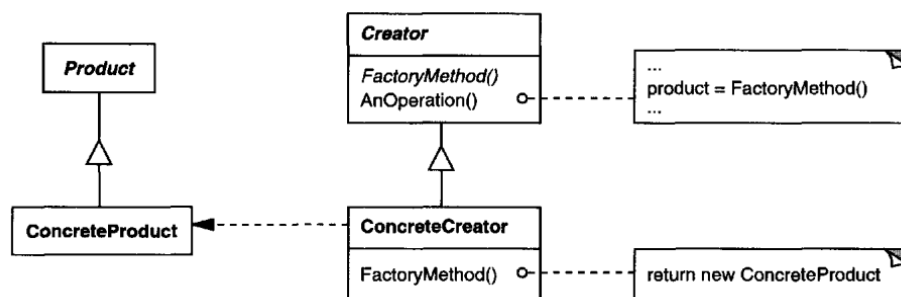 Product
ConcreteProduct
Creator
FactoryMethod()
AnOperation()
...
product = FactoryMethod()
...
ConcreteCreator
FactoryMethod()
return new ConcreteProduct